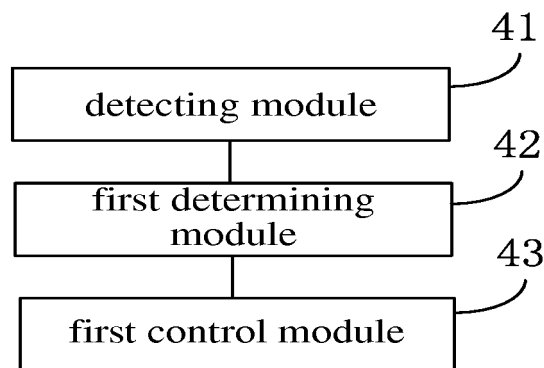 41
detecting module
42
first determining
module
43
first control module